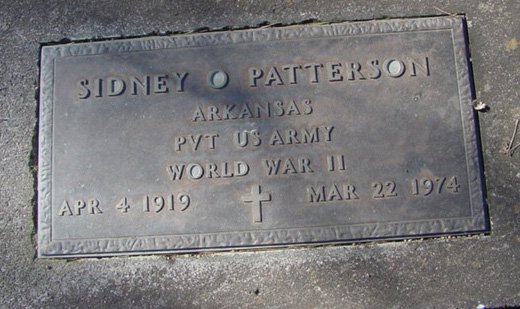 SIDNEY O PATTERSON
ARKANSAS
PVT US ARMY
WORLD WAR II
APR 4 1919 MAR 22 1974